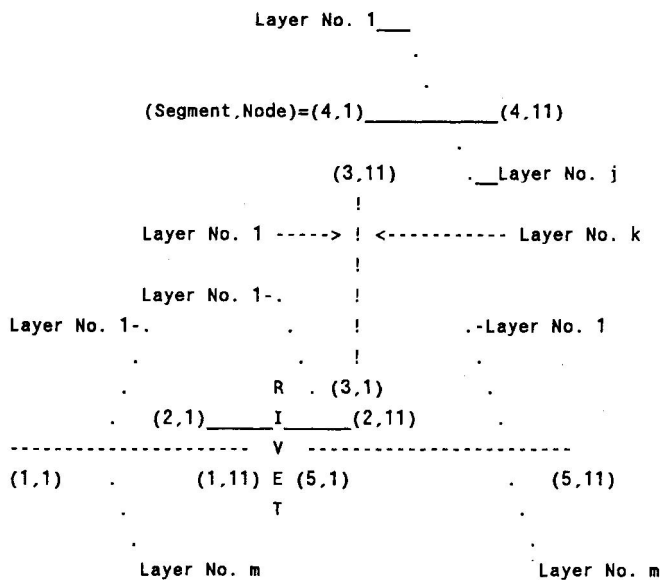 Layer No. 1___
.
.
(Segment,Node)=(4,1)____________(4,11)
.
(3,11) .__Layer No. j
!
Layer No. 1 -----> ! <----------- Layer No. k
!
Layer No. 1-. !
Layer No. 1-. . ! .-Layer No. 1
. . ! .
. R . (3,1) .
. (2,1)______I______(2,11) .
------------------------ V ------------------------
(1,1) . (1,11) E (5,1) . (5,11)
. T .
. .
Layer No. m Layer No. m